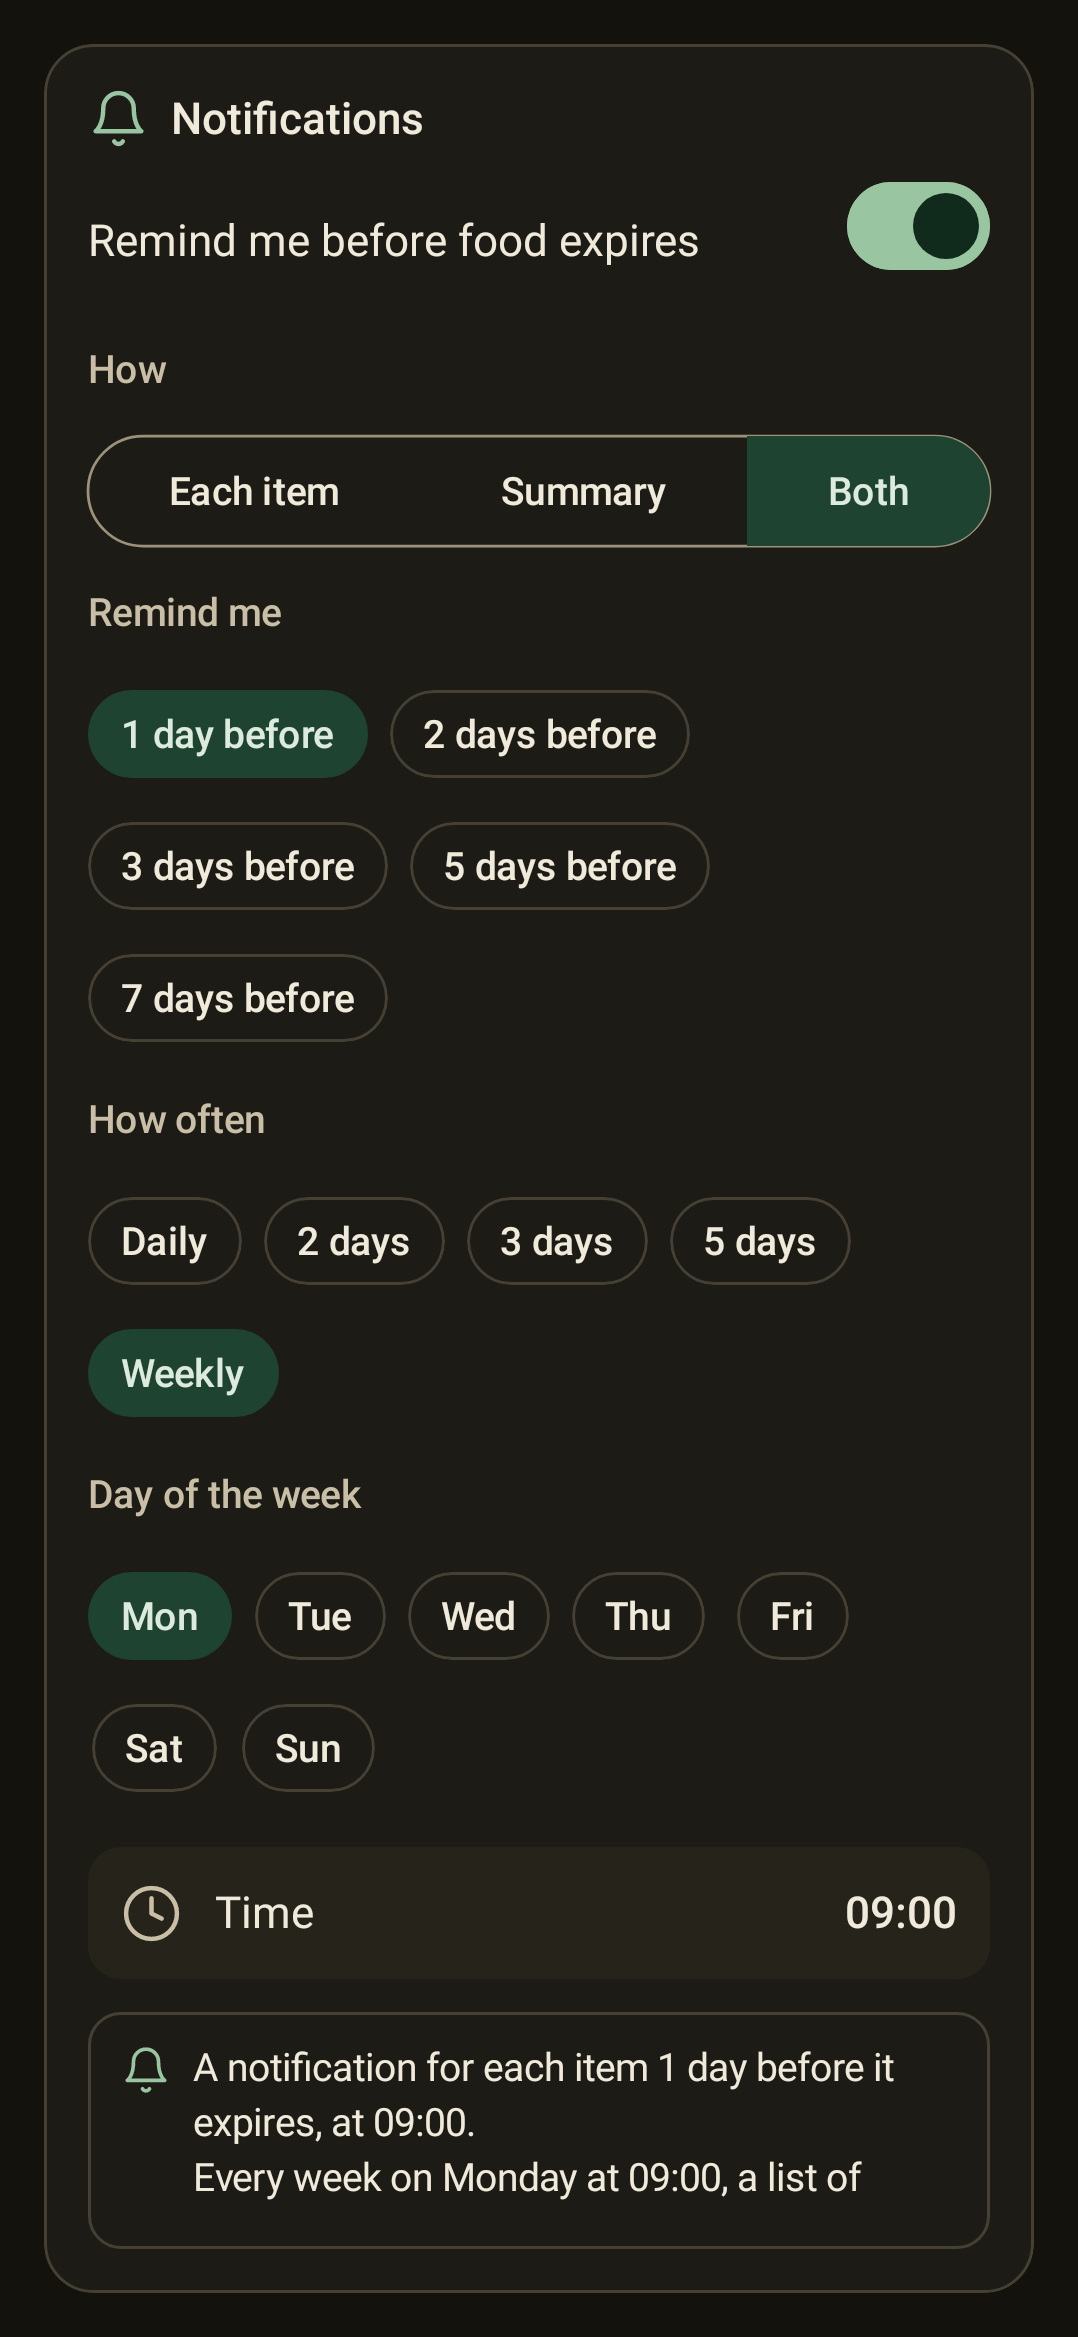 Notifications
Remind me before food expires
How
Each item Summary Both
Remind me
1 day before 2 days before
3 days before 5 days before
7 days before
How often
Daily 2 days 3 days 5 days
Weekly
Day of the week
Mon Tue Wed Thu Fri
Sat Sun
Time 09:00
A notification for each item 1 day before it
expires, at 09:00.
Every week on Monday at 09:00, a list of